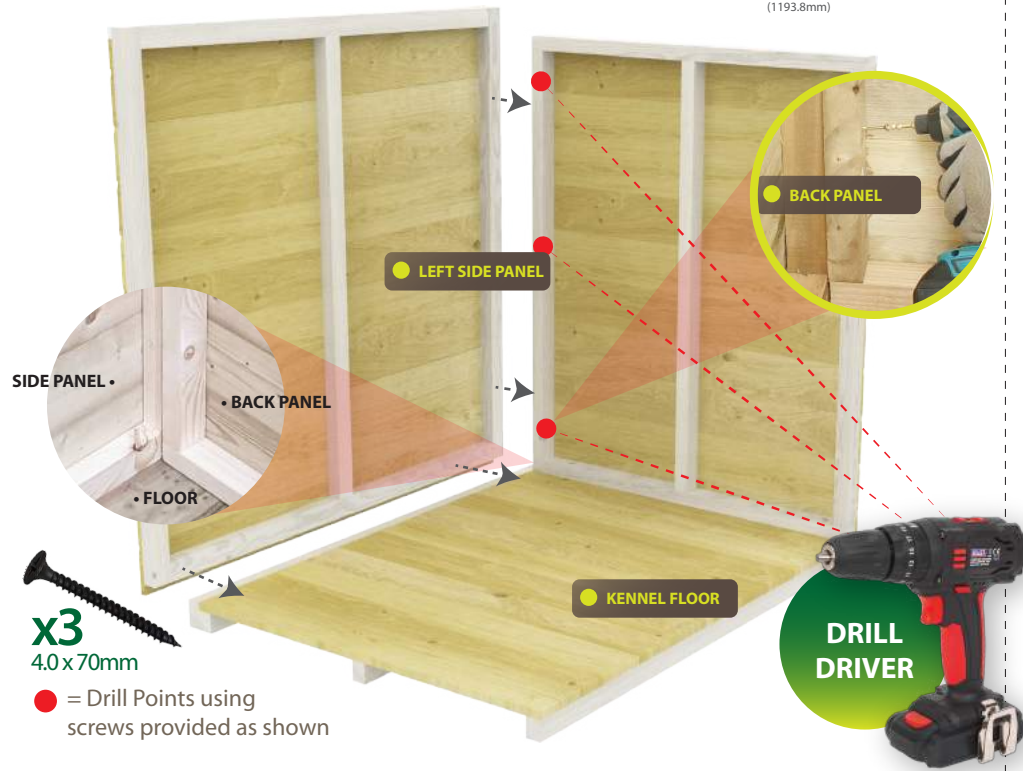 (1193.8mm)
BACK PANEL
LEFT SIDE PANEL
SIDE PANEL •
• BACK PANEL
• FLOOR
KENNEL FLOOR
x3
4.0 x 70mm
= Drill Points using
screws provided as shown
DRILL
DRIVER